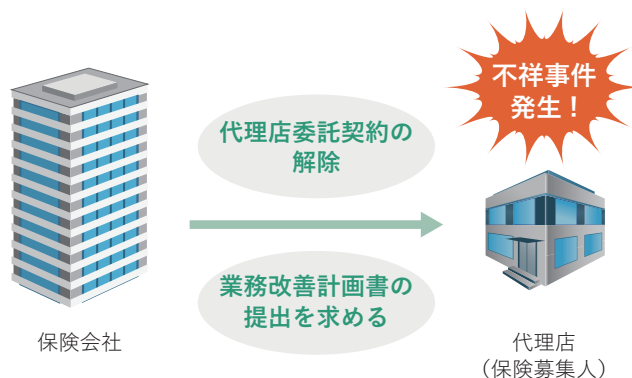 不祥事件
発生！
代理店委託契約の
解除
業務改善計画書の
提出を求める
保険会社
代理店
（保険募集人）